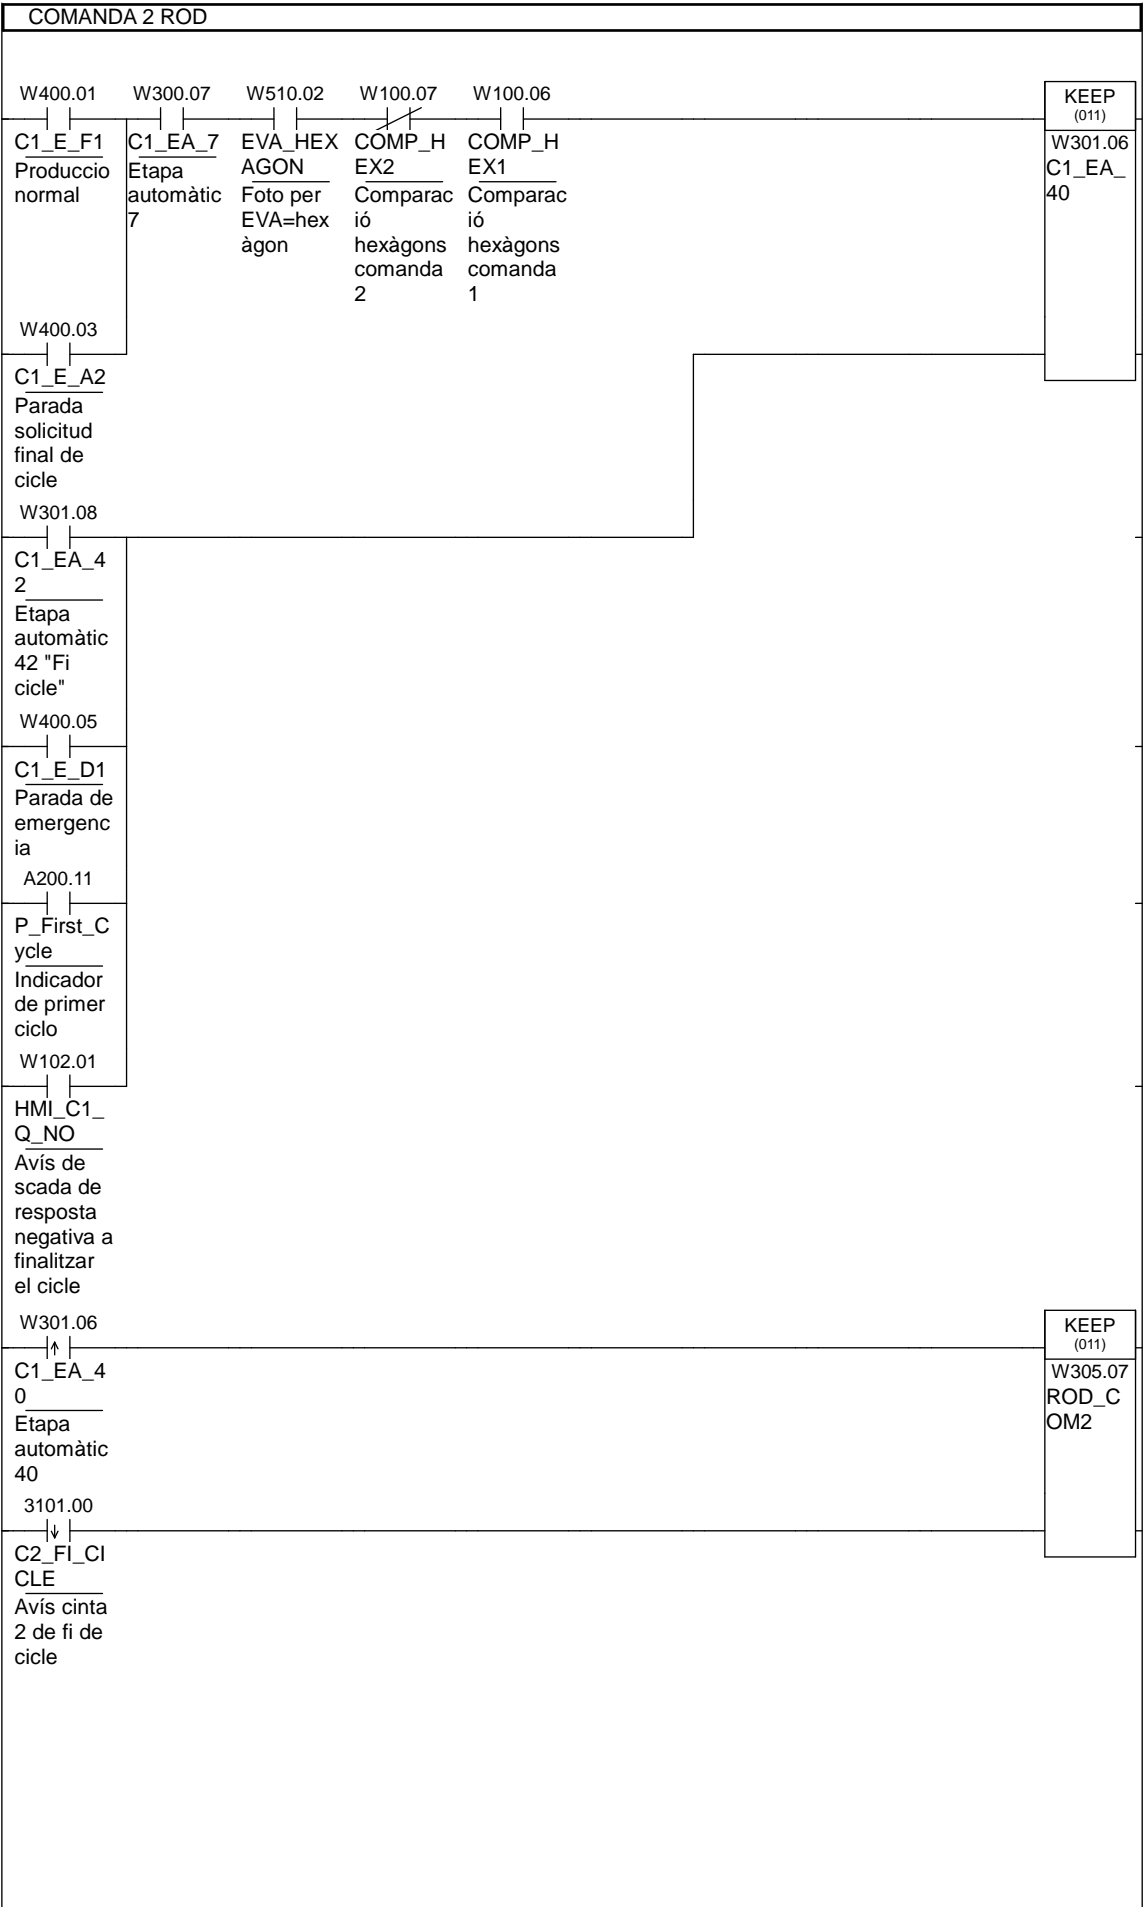 COMANDA 2 ROD
W400.01 W300.07 W510.02 W100.07 W100.06
KEEP
(011)
W301.06
C1_EA_
40
C1_E_F1
Produccio
normal
C1_EA_7
Etapa
automàtic
7
EVA_HEX
AGON
Foto per
EVA=hex
àgon
COMP_H
EX2
Comparac
ió
hexàgons
comanda
2
COMP_H
EX1
Comparac
ió
hexàgons
comanda
1
W400.03
C1_E_A2
Parada
solicitud
final de
cicle
W301.08
C1_EA_4
2
Etapa
automàtic
42 "Fi
cicle"
W400.05
C1_E_D1
Parada de
emergenc
ia
A200.11
P_First_C
ycle
Indicador
de primer
ciclo
W102.01
HMI_C1_
Q_NO
Avís de
scada de
resposta
negativa a
finalitzar
el cicle
W301.06
KEEP
(011)
W305.07
ROD_C
OM2
C1_EA_4
0
Etapa
automàtic
40
3101.00
C2_FI_CI
CLE
Avís cinta
2 de fi de
cicle